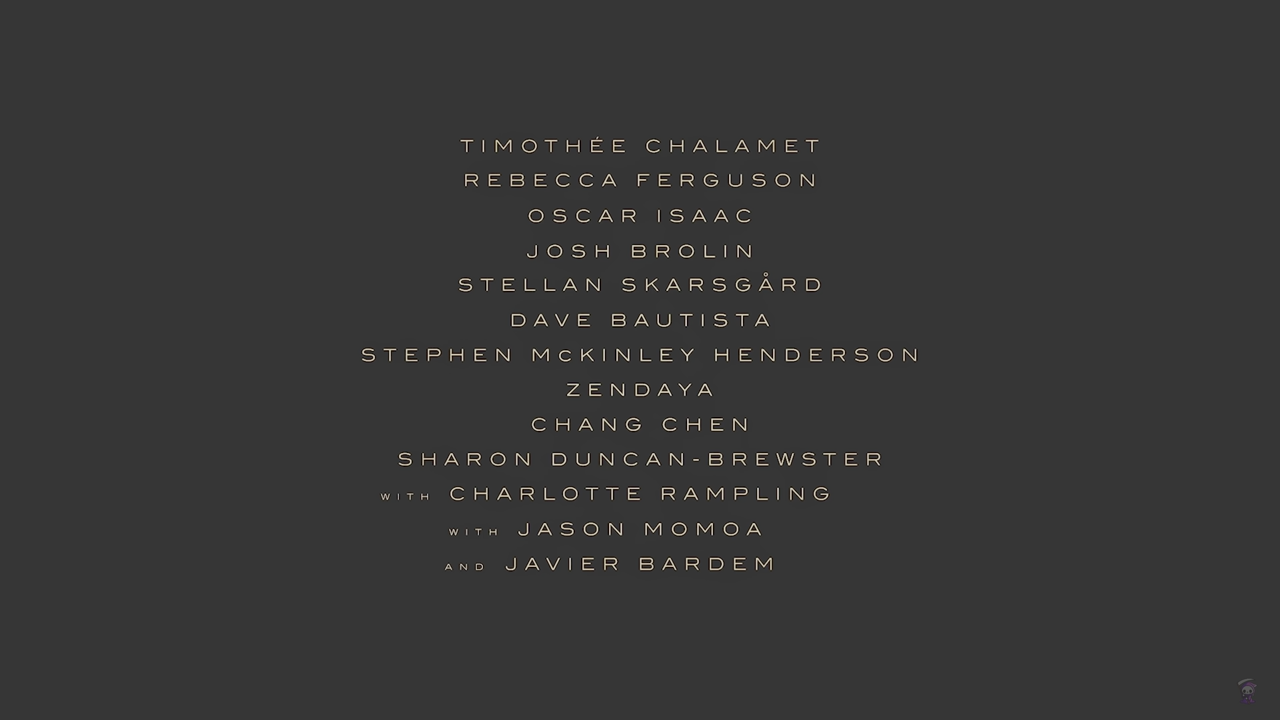 TIMOTHÉE CHALAMET
REBECCA FERGUSON
OSCAR ISAAC
JOSH BROLIN
STELLAN SKARSGÅRD
DAVE BAUTISTA
STEPHEN McKINLEY HENDERSON
ZENDAYA
CHANG CHEN
SHARON DUNCAN-BREWSTER
WITH CHARLOTTE RAMPLING
WITH JASON MOMOA
AND JAVIER BARDEM